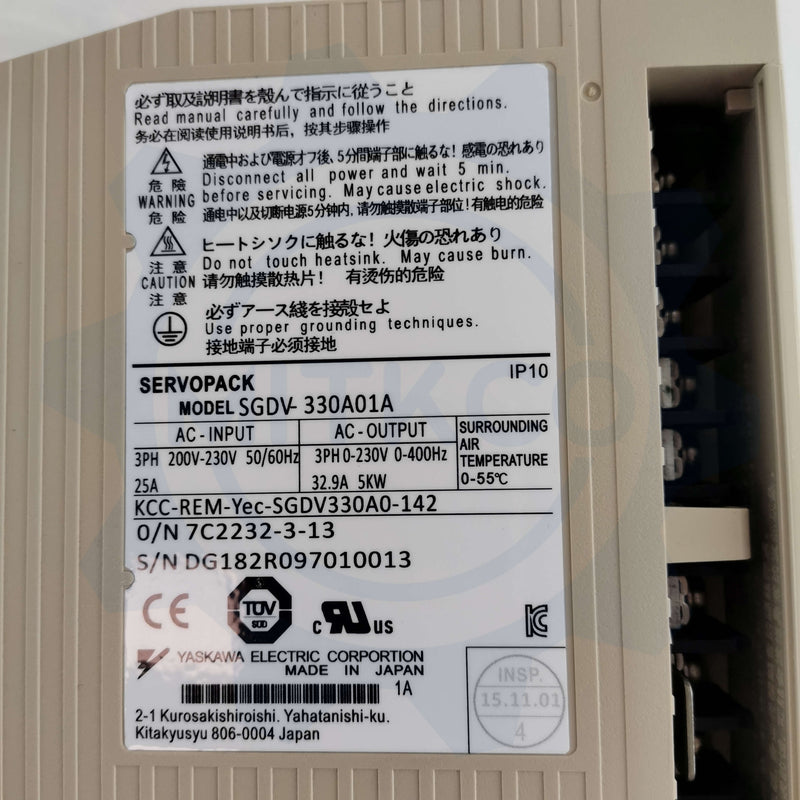 必ず取及説明書を殻んで指示に従うこと
Read manual carefully and follow the directions.
务必在阅读使用说明书后，按其步骤操作
危 険
WARNING
危 险
通電中および電源オフ後、5分間端子部に触るな！感電の恐れあり
Disconnect all power and wait 5 min.
before servicing. May cause electric shock.
通电中以及切断电源5分钟内，请勿触摸散端子部位！有触电的危险
注 意
CAUTION
注 意
ヒートシソクに触るな！火傷の恐れあり
Do not touch heatsink. May cause burn.
请勿触摸散热片！ 有烫伤的危险
必ずアース綫を接殻セよ
Use proper grounding techniques.
接地端子必须接地
SERVOPACK
IP10
MODEL SGDV- 330A01A
AC-INPUT
3PH 200V-230V 50/60Hz
25A
AC-OUTPUT
3PH 0-230V 0-400Hz
32.9A 5KW
SURROUNDING
AIR
TEMPERATURE
0-55℃
KCC-REM-Yec-SGDV330A0-142
O/N 7C2232-3-13
S/N DG182R097010013
CE
TÜV
SÜD
c RU us
KC
YASKAWA ELECTRIC CORPORATION
MADE IN JAPAN
1A
2-1 Kurosakishiroishi. Yahatanishi-ku.
Kitakyusyu 806-0004 Japan
INSP.
15.11.01
4